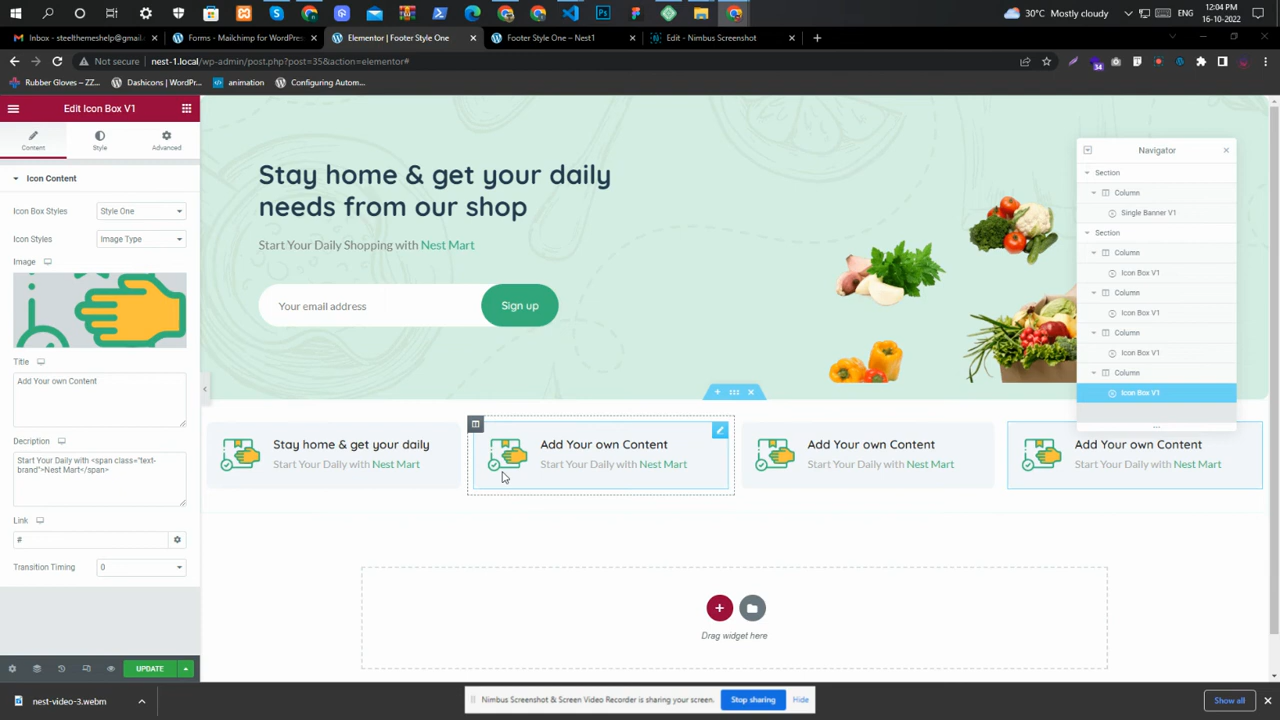 12:04 PM
30°C Mostly cloudy
ENG
16-10-2022
Inbox - steelthemeshelp@gmail.
Forms - Mailchimp for WordPres
Elementor | Footer Style One
Footer Style One – Nest1
Edit - Nimbus Screenshot
Not secure
nest-1.local/wp-admin/post.php?post=35&action=elementor#
34
Rubber Gloves – ZZ...
Dashicons | WordPr...
animation
Configuring Autom...
Edit Icon Box V1
Content
Style
Advanced
Icon Content
Icon Box Styles
Style One
Icon Styles
Image Type
Image
Title
Add Your own Content
Decription
Start Your Daily with <span class="text-
brand">Nest Mart</span>
Link
#
Transition Timing
0
UPDATE
Stay home & get your daily
needs from our shop
Start Your Daily Shopping with Nest Mart
Your email address
Sign up
Navigator
Section
Column
Single Banner V1
Section
Column
Icon Box V1
Column
Icon Box V1
Column
Icon Box V1
Column
Icon Box V1
Stay home & get your daily
Start Your Daily with Nest Mart
Add Your own Content
Start Your Daily with Nest Mart
Add Your own Content
Start Your Daily with Nest Mart
Add Your own Content
Start Your Daily with Nest Mart
Drag widget here
nest-video-3.webm
Nimbus Screenshot & Screen Video Recorder is sharing your screen.
Stop sharing
Hide
Show all